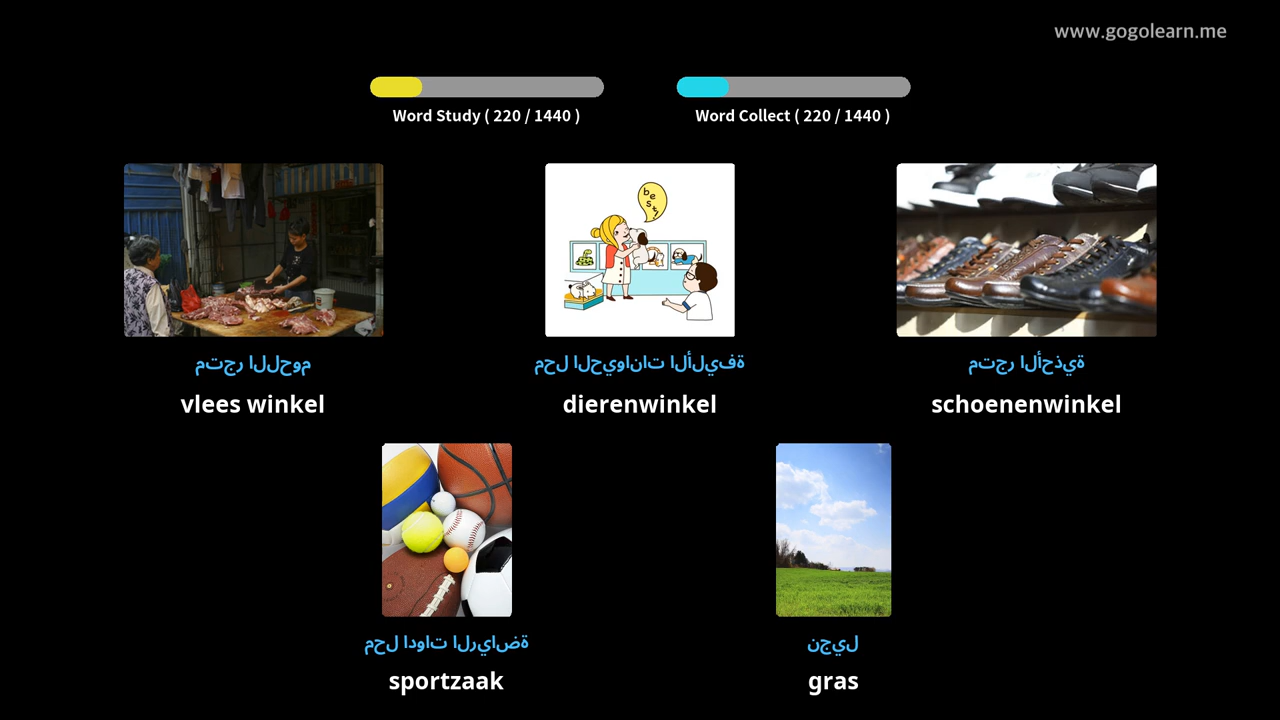 www.gogolearn.me
Word Study ( 220 / 1440 )
Word Collect ( 220 / 1440 )
best!
متجر اللحوم
محل الحيوانات الأليفة
متجر الأحذية
vlees winkel
dierenwinkel
schoenenwinkel
محل ادوات الرياضة
نجيل
sportzaak
gras